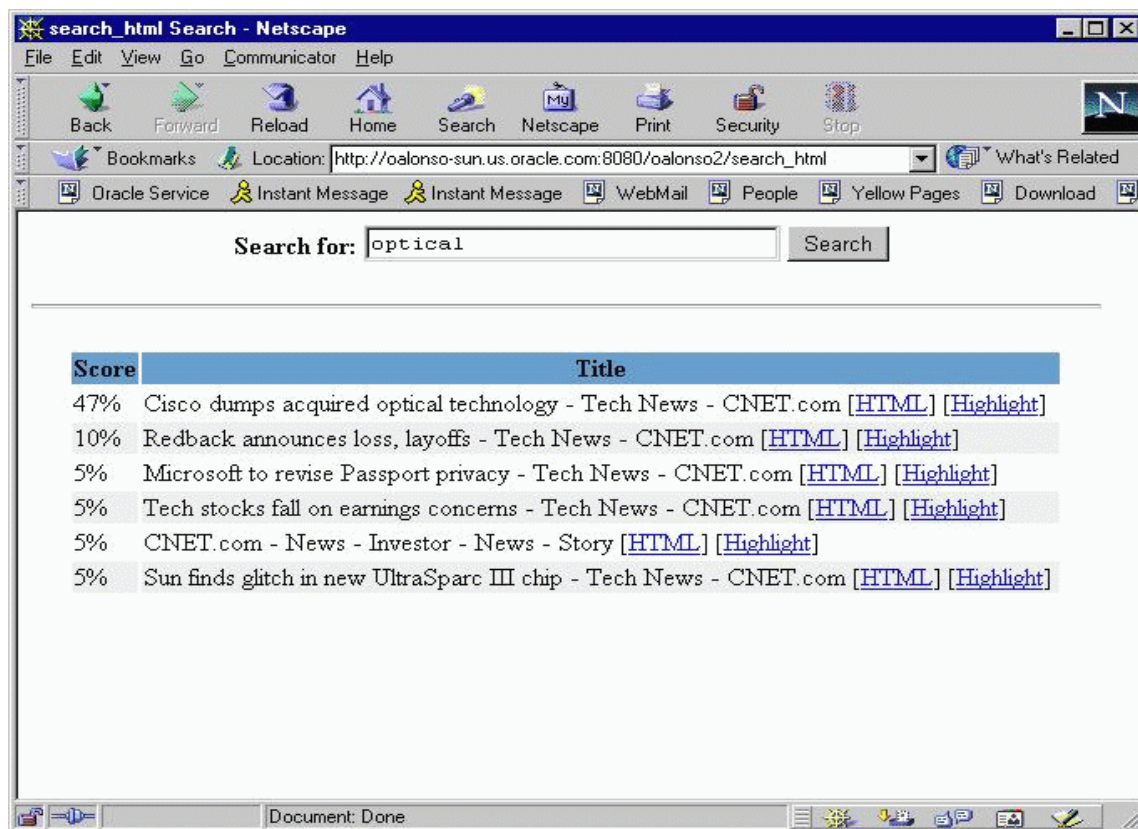 search_html Search - Netscape
File Edit View Go Communicator Help
Back Forward Reload Home Search Netscape Print Security Stop
My
N
Bookmarks Location: http://oalonso-sun.us.oracle.com:8080/oalonso2/search_html What's Related
Oracle Service Instant Message Instant Message WebMail People Yellow Pages Download
Search for: optical Search
Score Title
47% Cisco dumps acquired optical technology - Tech News - CNET.com [HTML] [Highlight]
10% Redback announces loss, layoffs - Tech News - CNET.com [HTML] [Highlight]
5% Microsoft to revise Passport privacy - Tech News - CNET.com [HTML] [Highlight]
5% Tech stocks fall on earnings concerns - Tech News - CNET.com [HTML] [Highlight]
5% CNET.com - News - Investor - News - Story [HTML] [Highlight]
5% Sun finds glitch in new UltraSparc III chip - Tech News - CNET.com [HTML] [Highlight]
Document: Done